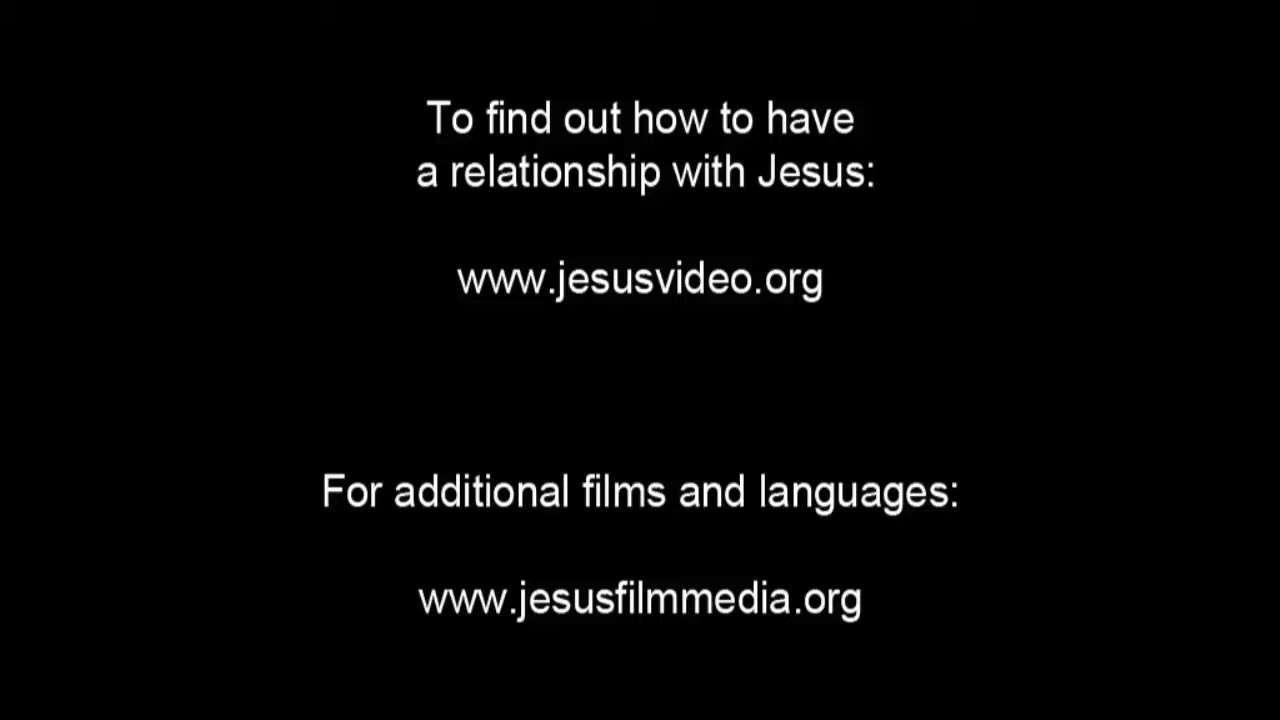 To find out how to have
a relationship with Jesus:
www.jesusvideo.org
For additional films and languages:
www.jesusfilmmedia.org